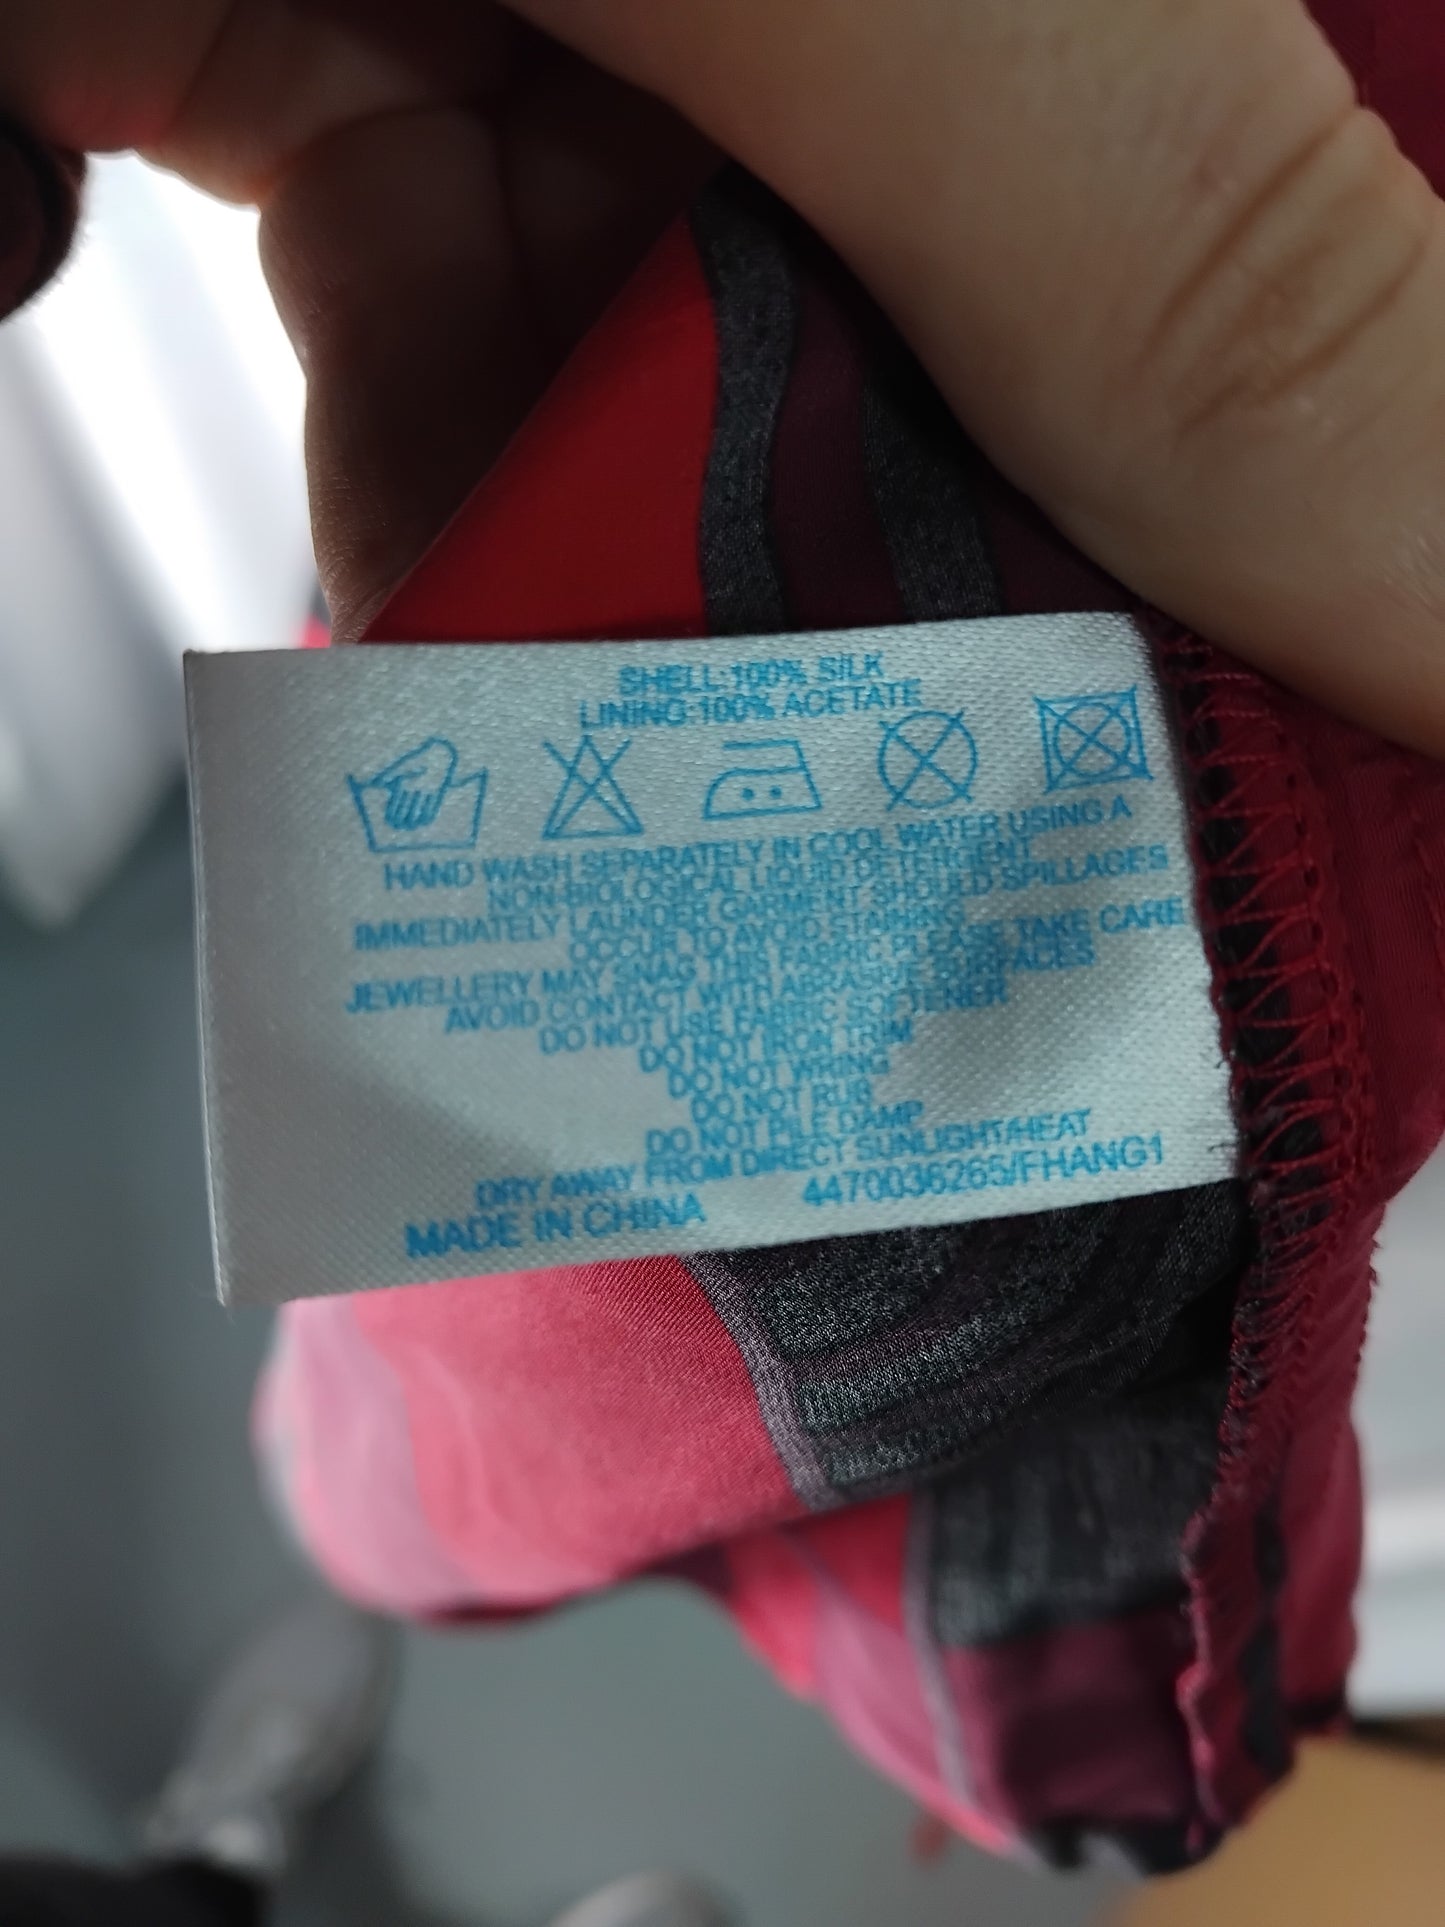 SHELL:100% SILK
LINING:100% ACETATE
HAND WASH SEPARATELY IN COOL WATER USING A
NON-BIOLOGICAL LIQUID DETERGENT
IMMEDIATELY LAUNDER GARMENT SHOULD SPILLAGES
OCCUR TO AVOID STAINING
JEWELLERY MAY SNAG THIS FABRIC PLEASE TAKE CARE
AVOID CONTACT WITH ABRASIVE SURFACES
DO NOT USE FABRIC SOFTENER
DO NOT IRON TRIM
DO NOT WRING
DO NOT RUB
DO NOT PILE DAMP
DRY AWAY FROM DIRECT SUNLIGHT/HEAT
MADE IN CHINA 4470036265/FHANG1